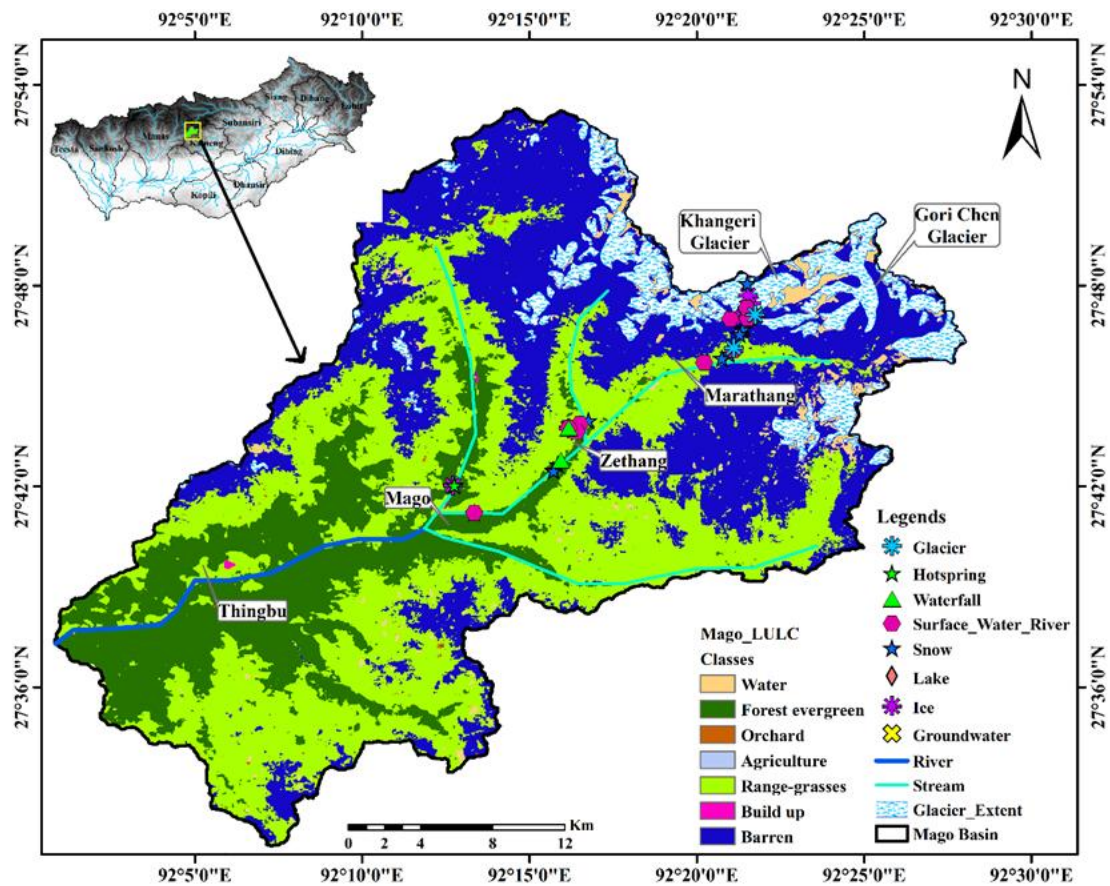 92°5'0"E
92°10'0"E
92°15'0"E
92°20'0"E
92°25'0"E
92°30'0"E
27°54'0"N
27°54'0"N
N
Siang
Dibang
Lohit
Subansiri
Manas
Kameng
Sankosh
Teesta
Dibing
Dhansiri
Kopili
Khangeri
Glacier
Gori Chen
Glacier
27°48'0"N
27°48'0"N
Marathang
Zethang
27°42'0"N
27°42'0"N
Mago
Thingbu
27°36'0"N
27°36'0"N
Legends
Glacier
Hotspring
Waterfall
Surface_Water_River
Snow
Lake
Ice
Groundwater
River
Stream
Glacier_Extent
Mago Basin
Mago_LULC
Classes
Water
Forest evergreen
Orchard
Agriculture
Range-grasses
Build up
Barren
Km
0 2 4 8 12
92°5'0"E
92°10'0"E
92°15'0"E
92°20'0"E
92°25'0"E
92°30'0"E